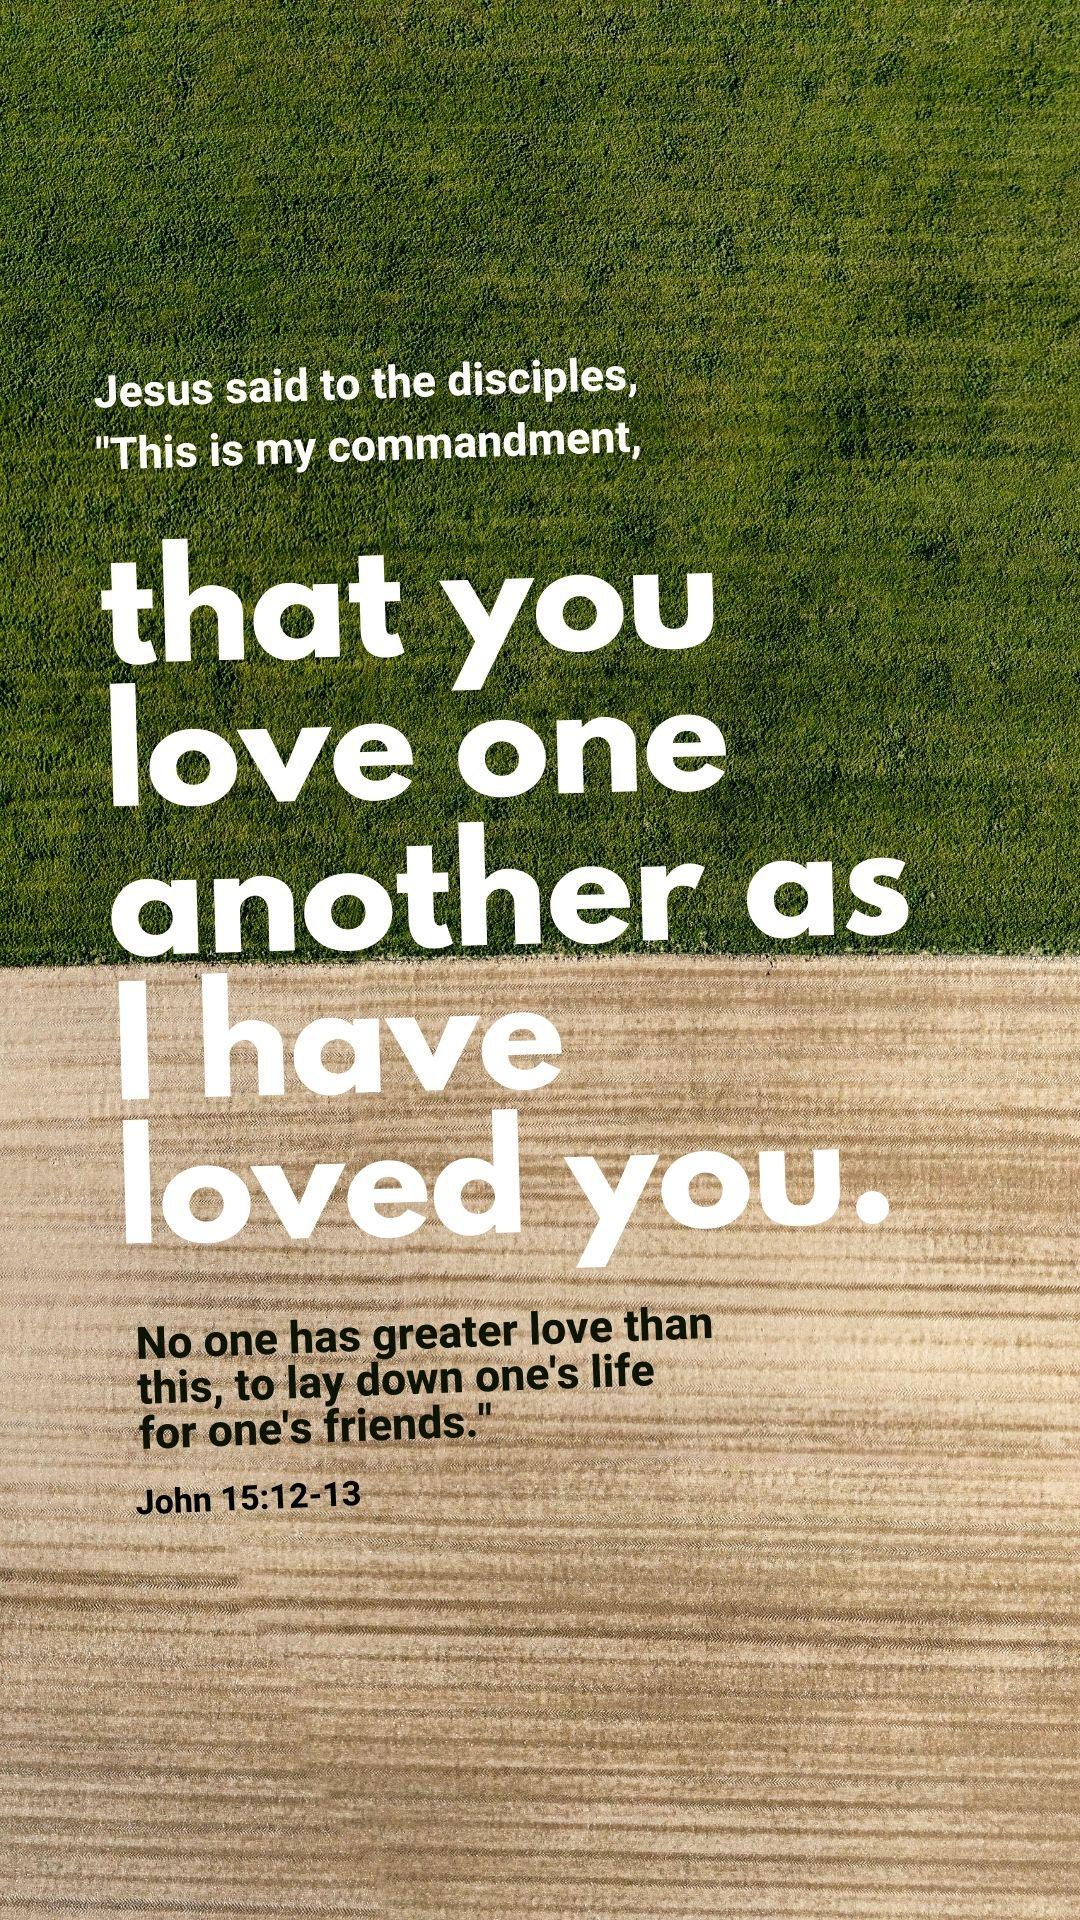 Jesus said to the disciples,
"This is my commandment,
that you
love one
another as
I have
loved you.
No one has greater love than
this, to lay down one's life
for one's friends."
John 15:12-13